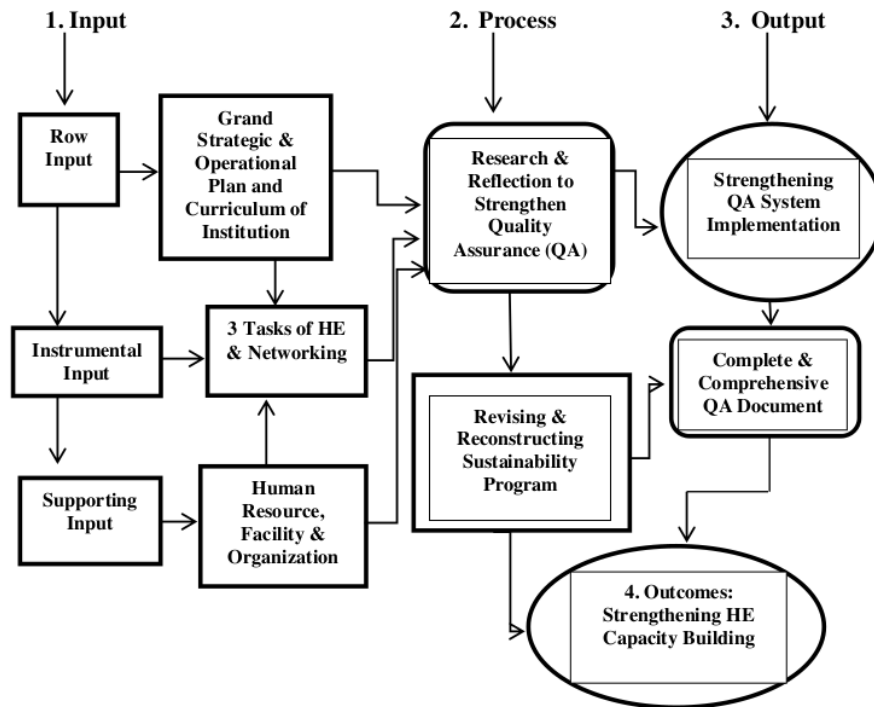 1. Input
2. Process
3. Output
Row
Input
Grand
Strategic &
Operational
Plan and
Curriculum of
Institution
Research &
Reflection to
Strengthen
Quality
Assurance (QA)
Strengthening
QA System
Implementation
Instrumental
Input
3 Tasks of HE
& Networking
Complete &
Comprehensive
QA Document
Revising &
Reconstructing
Sustainability
Program
Supporting
Input
Human
Resource,
Facility &
Organization
4. Outcomes:
Strengthening HE
Capacity Building